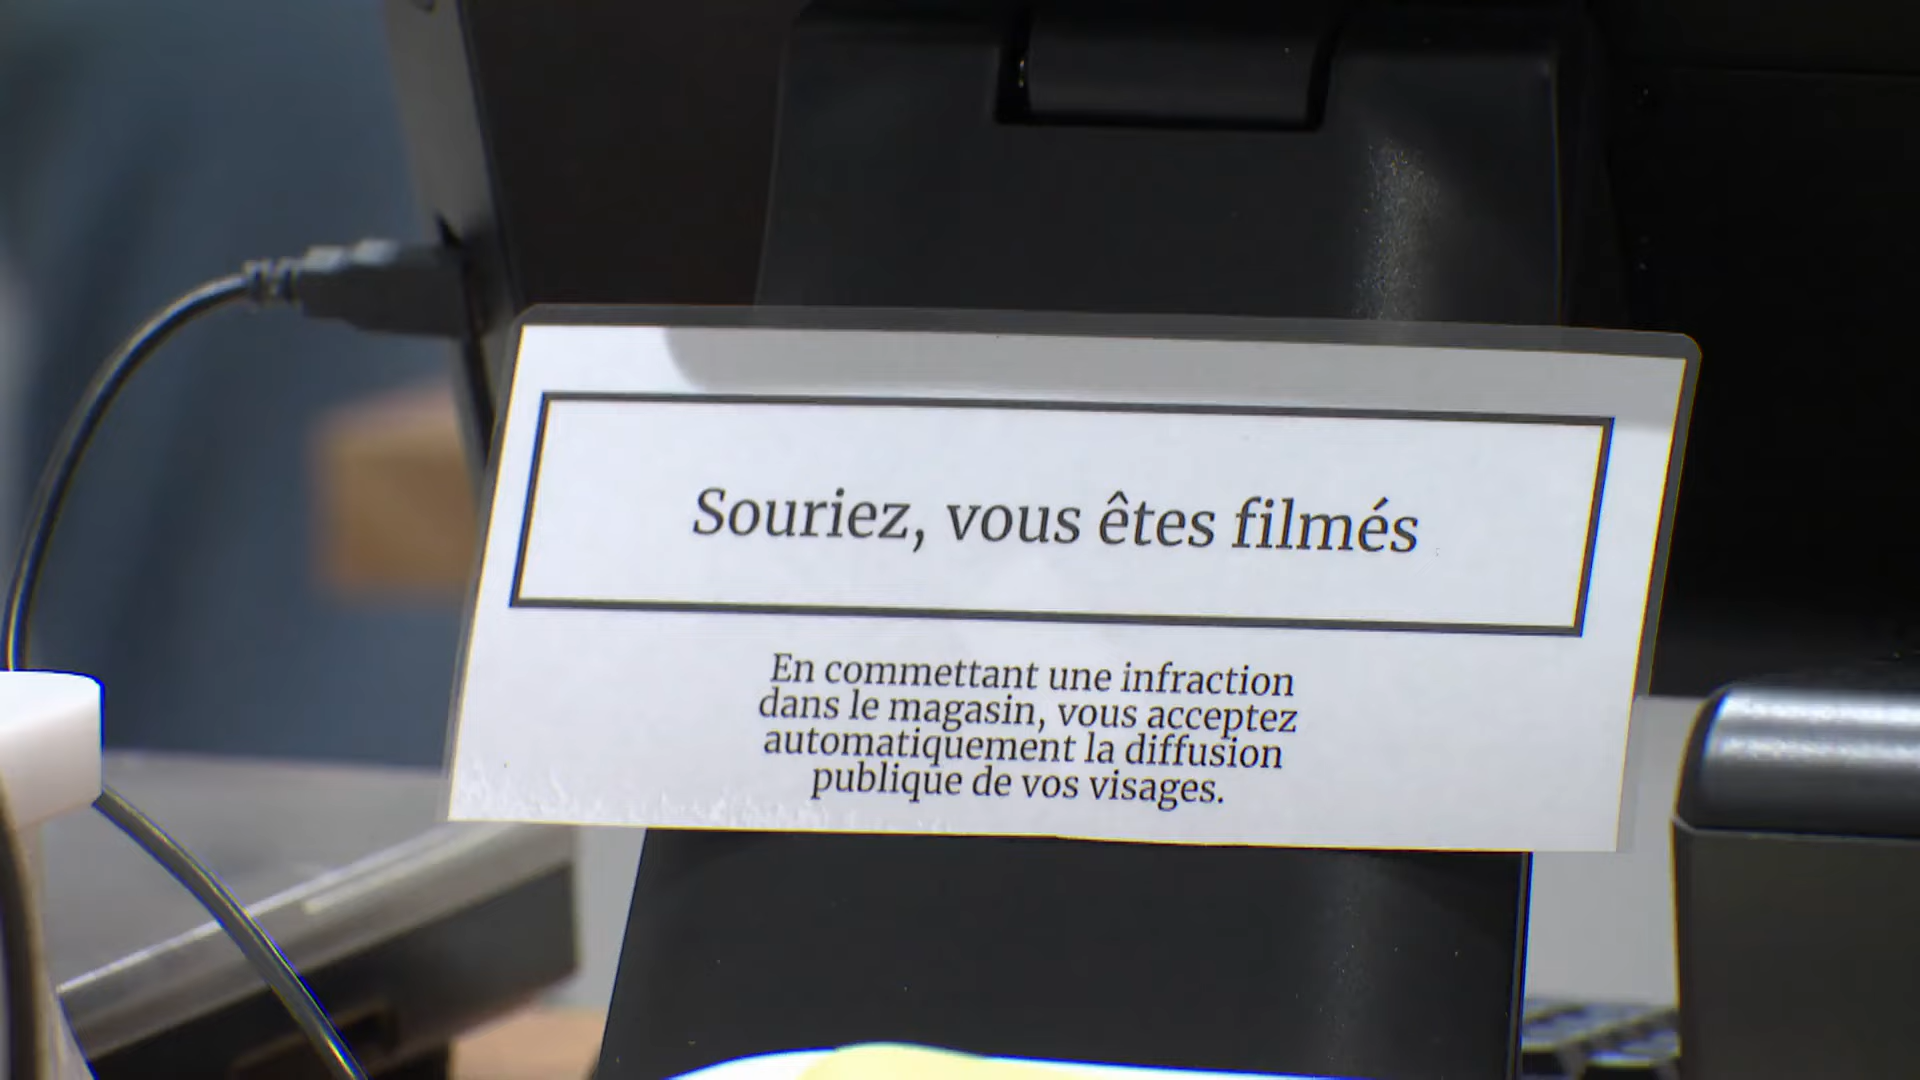 Souriez, vous êtes filmés
En commettant une infraction
dans le magasin, vous acceptez
automatiquement la diffusion
publique de vos visages.